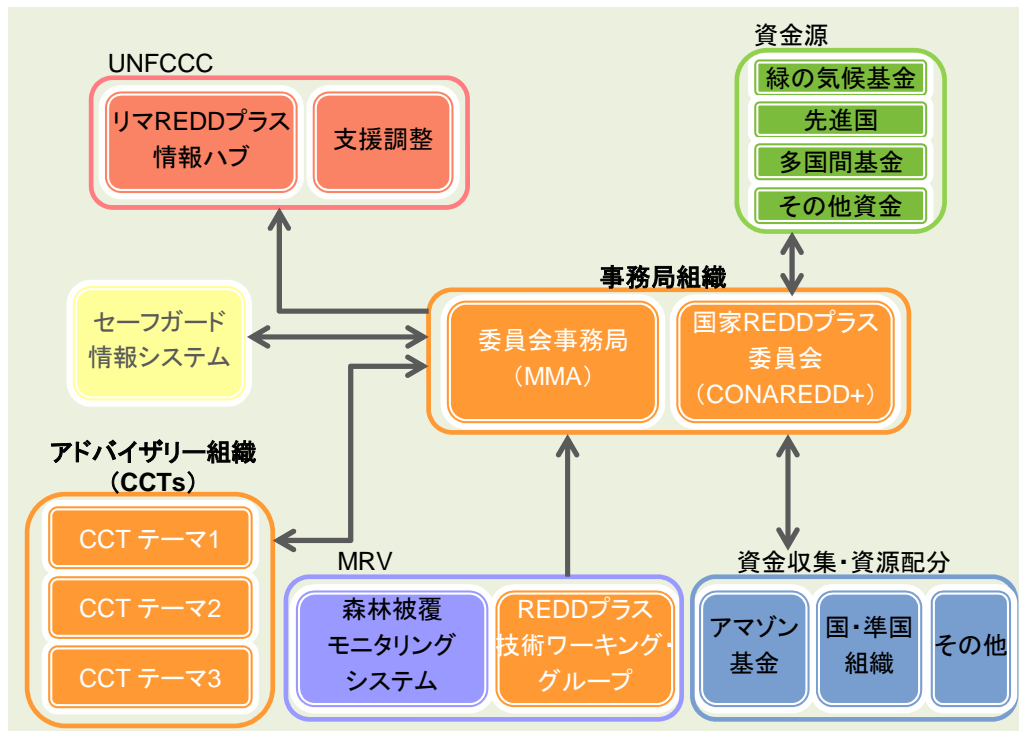 UNFCCC
リマREDDプラス
情報ハブ
支援調整
資金源
緑の気候基金
先進国
多国間基金
その他資金
事務局組織
委員会事務局
（MMA）
国家REDDプラス
委員会
（CONAREDD+）
セーフガード
情報システム
アドバイザリー組織
（CCTs）
CCT テーマ1
CCT テーマ2
CCT テーマ3
MRV
森林被覆
モニタリング
システム
REDDプラス
技術ワーキング・
グループ
資金収集・資源配分
アマゾン
基金
国・準国
組織
その他